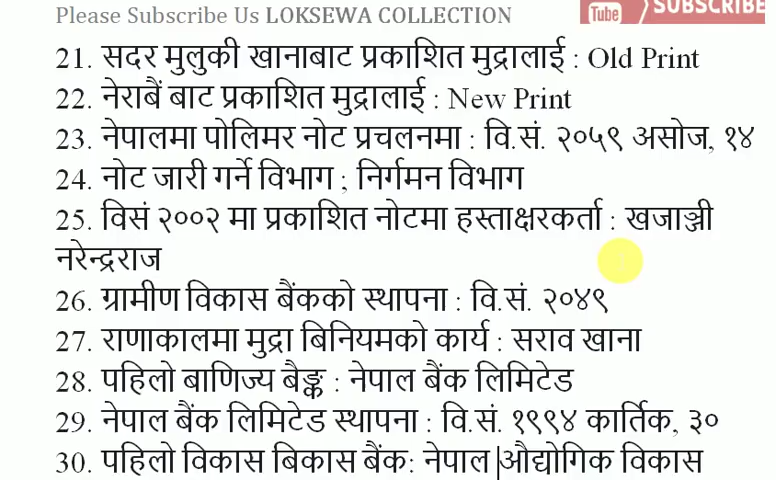 Please Subscribe Us LOKSEWA COLLECTION
You Tube SUBSCRIBE
21. सदर मुलुकी खानाबाट प्रकाशित मुद्रालाई : Old Print
22. नेराबैं बाट प्रकाशित मुद्रालाई : New Print
23. नेपालमा पोलिमर नोट प्रचलनमा : वि.सं. २०५९ असोज, १४
24. नोट जारी गर्ने विभाग ; निर्गमन विभाग
25. विसं २००२ मा प्रकाशित नोटमा हस्ताक्षरकर्ता : खजाञ्जी
नरेन्द्रराज
26. ग्रामीण विकास बैंकको स्थापना : वि.सं. २०४९
27. राणाकालमा मुद्रा बिनियमको कार्य : सराव खाना
28. पहिलो बाणिज्य बैङ्क : नेपाल बैंक लिमिटेड
29. नेपाल बैंक लिमिटेड स्थापना : वि.सं. १९९४ कार्तिक, ३०
30. पहिलो विकास बिकास बैंक: नेपाल औद्योगिक विकास